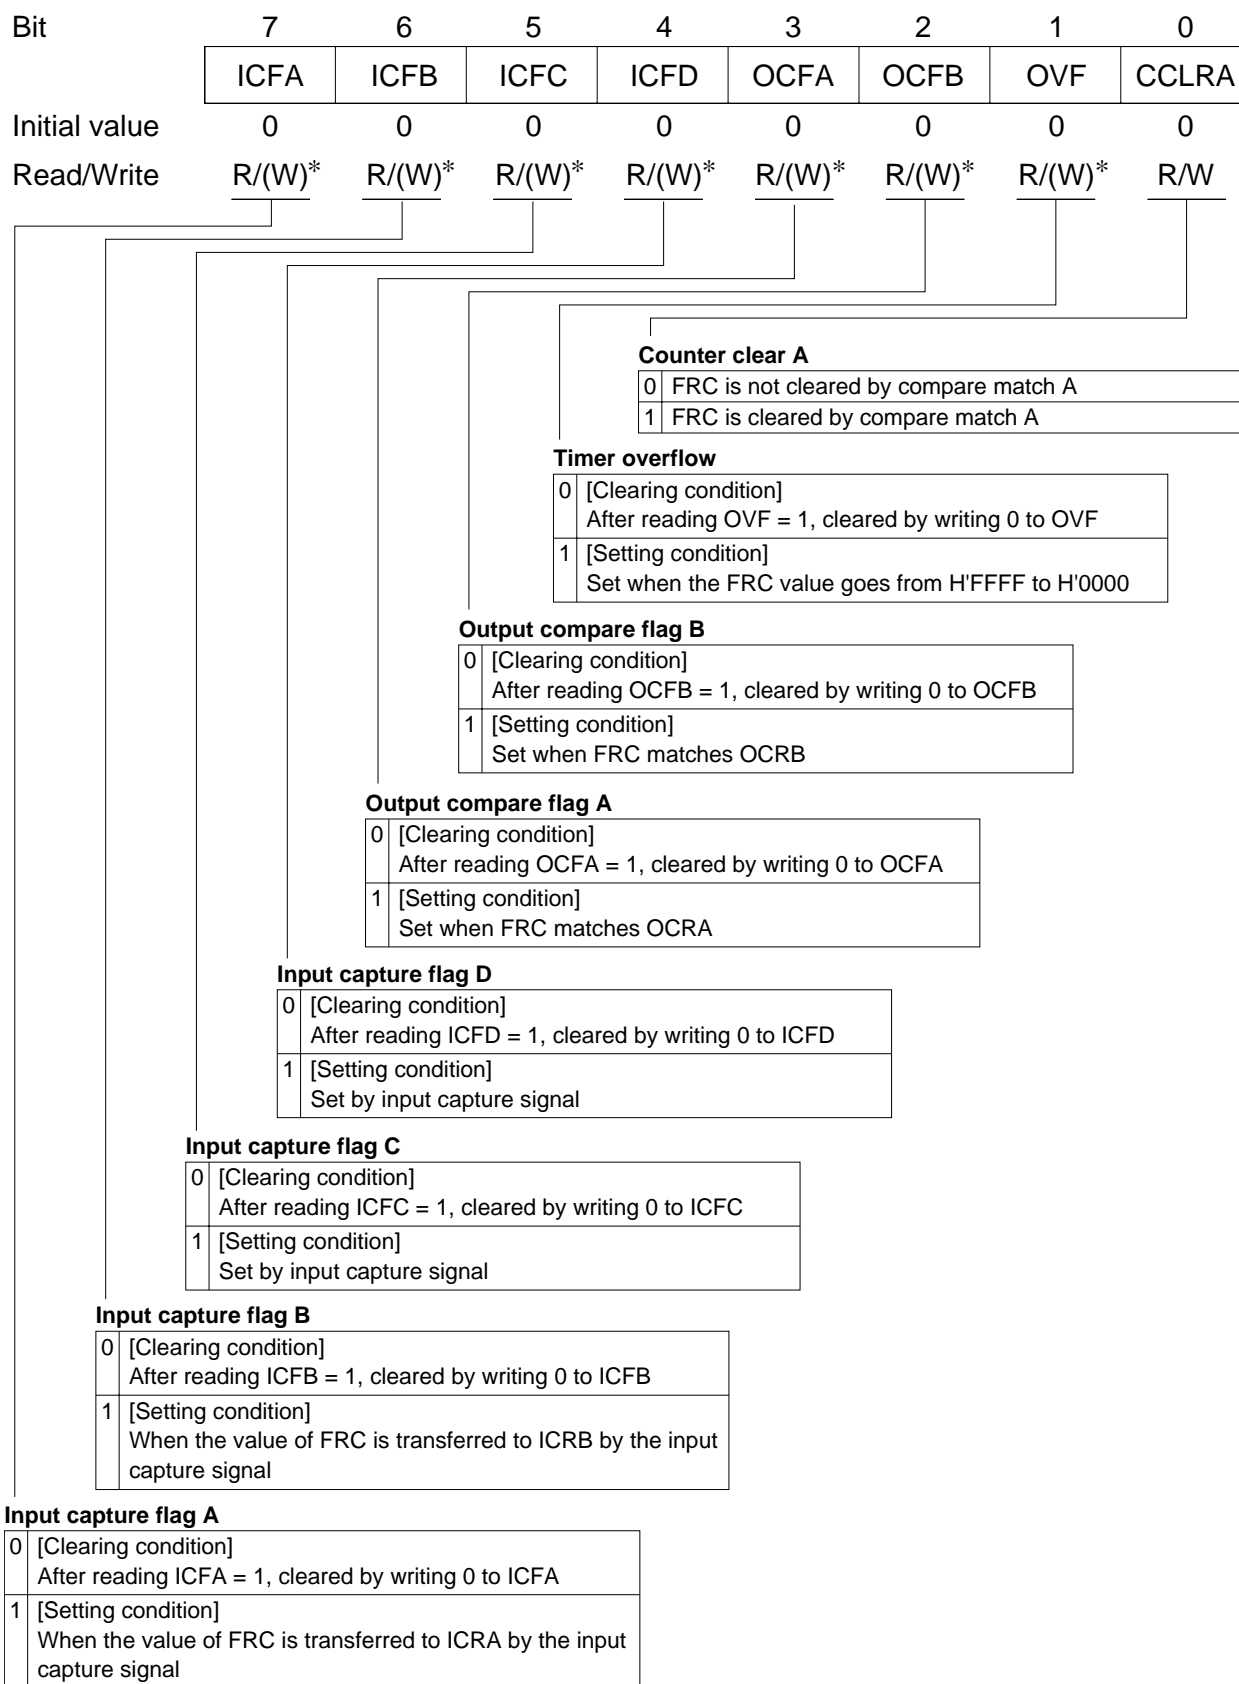 Bit 7 6 5 4 3 2 1 0
ICFA ICFB ICFC ICFD OCFA OCFB OVF CCLRA
Initial value 0 0 0 0 0 0 0 0
Read/Write R/(W)* R/(W)* R/(W)* R/(W)* R/(W)* R/(W)* R/(W)* R/W
Counter clear A
0 FRC is not cleared by compare match A
1 FRC is cleared by compare match A
Timer overflow
0 [Clearing condition]
After reading OVF = 1, cleared by writing 0 to OVF
1 [Setting condition]
Set when the FRC value goes from H'FFFF to H'0000
Output compare flag B
0 [Clearing condition]
After reading OCFB = 1, cleared by writing 0 to OCFB
1 [Setting condition]
Set when FRC matches OCRB
Output compare flag A
0 [Clearing condition]
After reading OCFA = 1, cleared by writing 0 to OCFA
1 [Setting condition]
Set when FRC matches OCRA
Input capture flag D
0 [Clearing condition]
After reading ICFD = 1, cleared by writing 0 to ICFD
1 [Setting condition]
Set by input capture signal
Input capture flag C
0 [Clearing condition]
After reading ICFC = 1, cleared by writing 0 to ICFC
1 [Setting condition]
Set by input capture signal
Input capture flag B
0 [Clearing condition]
After reading ICFB = 1, cleared by writing 0 to ICFB
1 [Setting condition]
When the value of FRC is transferred to ICRB by the input
capture signal
Input capture flag A
0 [Clearing condition]
After reading ICFA = 1, cleared by writing 0 to ICFA
1 [Setting condition]
When the value of FRC is transferred to ICRA by the input
capture signal